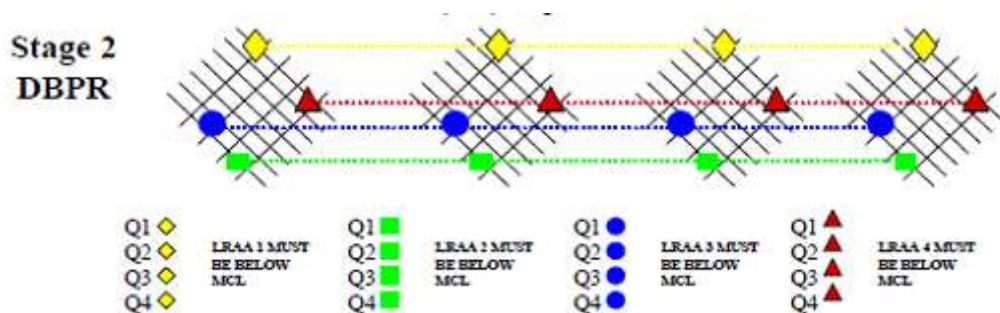 Stage 2
DBPR
Q1
Q2
Q3
Q4
LRAA 1 MUST
BE BELOW
MCL
Q1
Q2
Q3
Q4
LRAA 2 MUST
BE BELOW
MCL
Q1
Q2
Q3
Q4
LRAA 3 MUST
BE BELOW
MCL
Q1
Q2
Q3
Q4
LRAA 4 MUST
BE BELOW
MCL